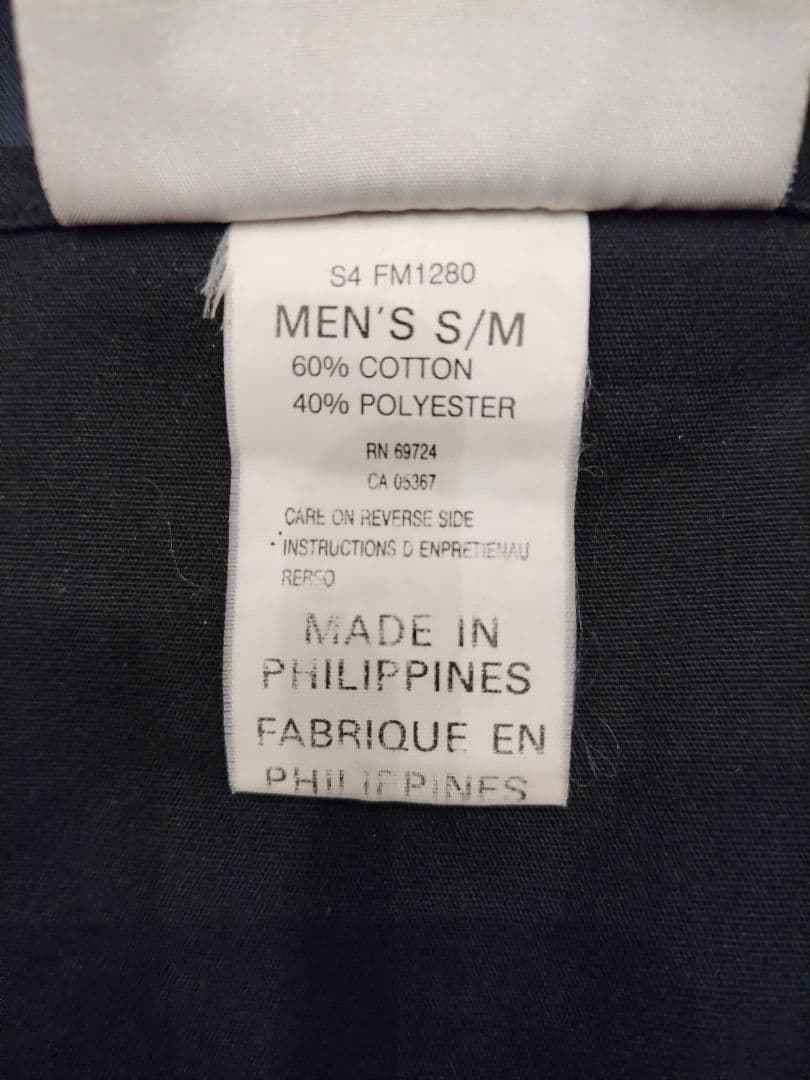 S4 FM1280
MEN'S S/M
60% COTTON
40% POLYESTER
RN 69724
CA 05367
CARE ON REVERSE SIDE
INSTRUCTIONS D ENPRETIENAU
RERSO
MADE IN
PHILIPPINES
FABRIQUE EN
PHILIPPINES